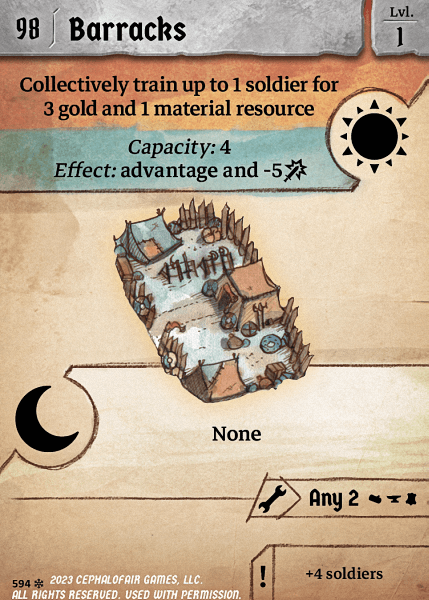 98 Barracks
Lvl.
1
Collectively train up to 1 soldier for
3 gold and 1 material resource
Capacity: 4
Effect: advantage and -5
None
Any 2
! +4 soldiers
594 ✼ 2023 CEPHALOFAIR GAMES, LLC.
ALL RIGHTS RESERVED. USED WITH PERMISSION.